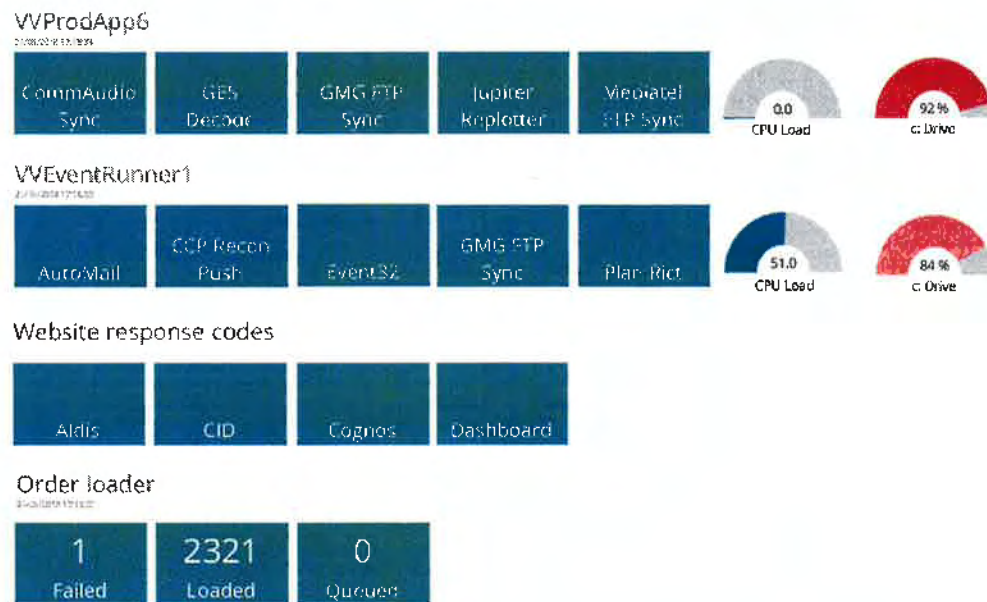 VVProdApp6
CommAudio Sync
GES Decode
GMG FTP Sync
Jupiter Replotter
Mediatel FTP Sync
0.0
CPU Load
92 %
c: Drive
VVEventRunner1
AutoMail
CCP Recon Push
Event32
GMG FTP Sync
Plan Rict
51.0
CPU Load
84 %
c: Drive
Website response codes
Aldis
CID
Cognos
Dashboard
Order loader
1
Failed
2321
Loaded
0
Queued